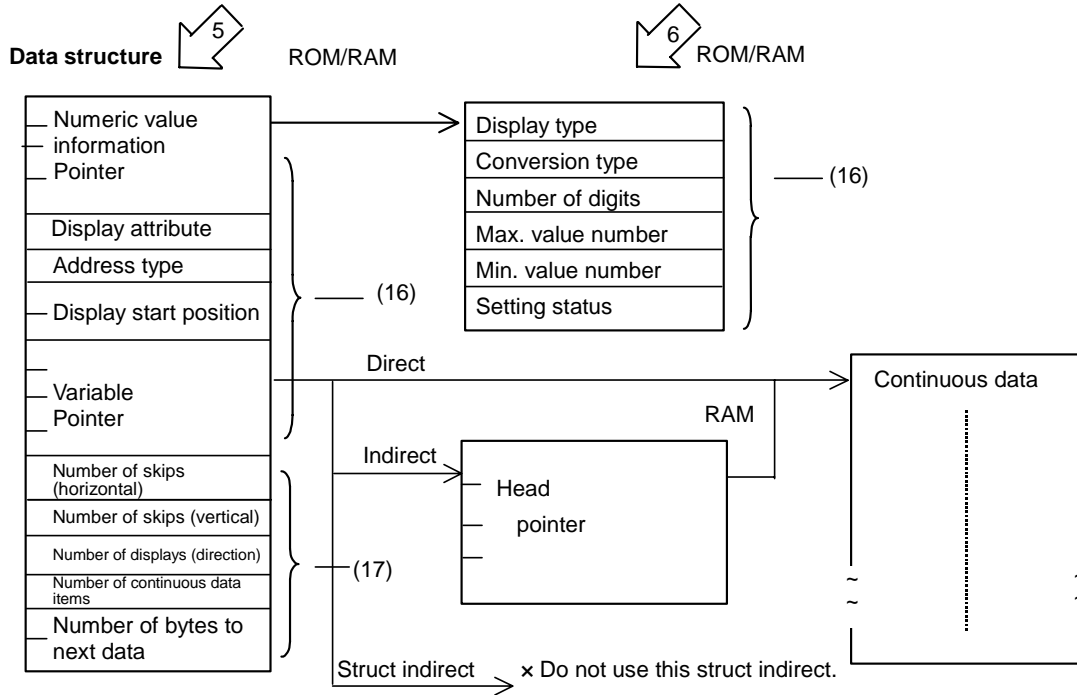 5
6
Data structure
ROM/RAM
ROM/RAM
Numeric value
information
Pointer
Display attribute
Address type
Display start position
Variable
Pointer
Number of skips
(horizontal)
Number of skips (vertical)
Number of displays (direction)
Number of continuous data
items
Number of bytes to
next data
(16)
(17)
Display type
Conversion type
Number of digits
Max. value number
Min. value number
Setting status
(16)
Direct
RAM
Indirect
Head
pointer
Continuous data
~
~
Struct indirect
× Do not use this struct indirect.